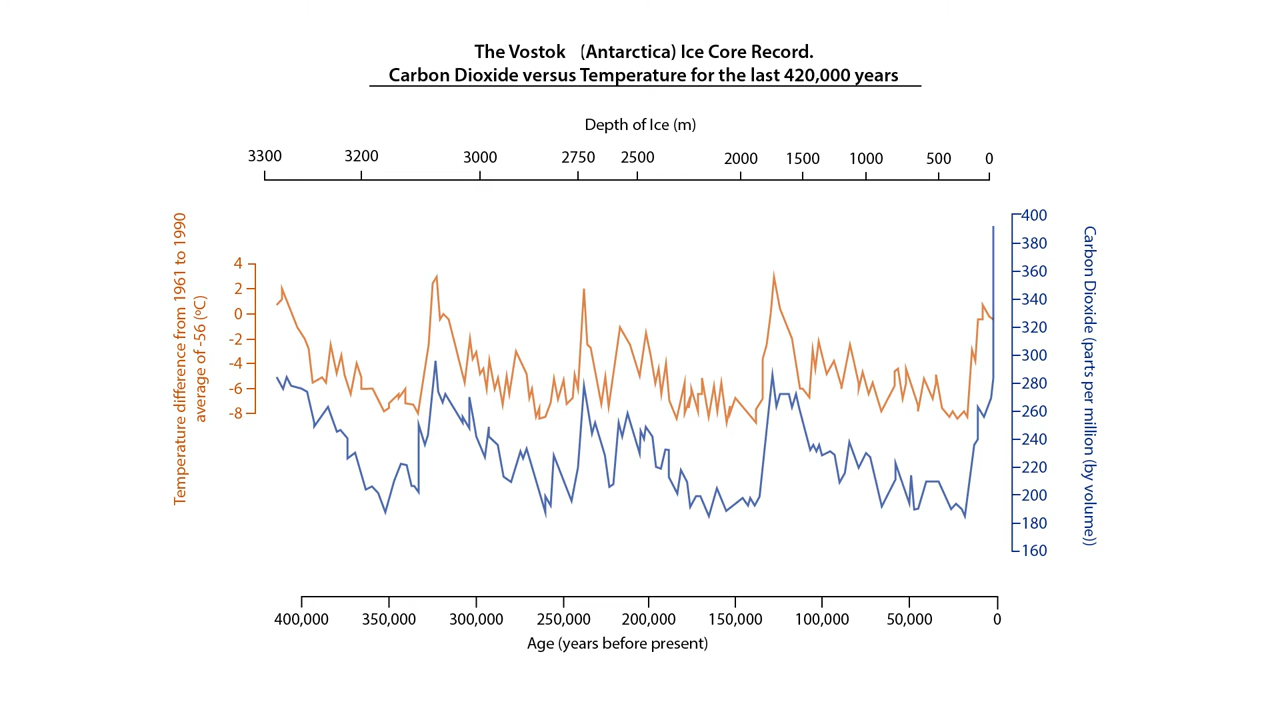 The Vostok (Antarctica) Ice Core Record.
Carbon Dioxide versus Temperature for the last 420,000 years
Depth of Ice (m)
3300 3200 3000 2750 2500 2000 1500 1000 500 0
Temperature difference from 1961 to 1990
average of -56 (ºC)
4
2
0
-2
-4
-6
-8
400
380
360
340
320
300
280
260
240
220
200
180
160
Carbon Dioxide (parts per million (by volume))
400,000 350,000 300,000 250,000 200,000 150,000 100,000 50,000 0
Age (years before present)